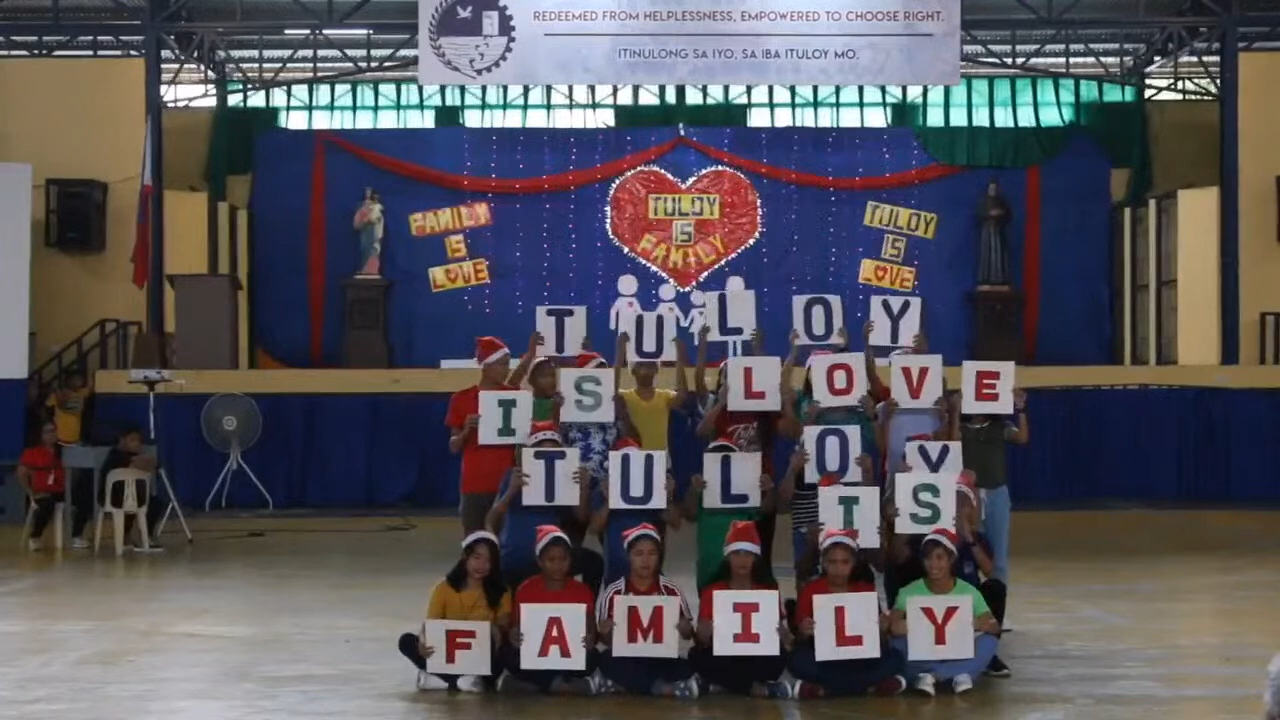 REDEEMED FROM HELPLESSNESS, EMPOWERED TO CHOOSE RIGHT.
ITINULONG SA IYO, SA IBA ITULOY MO.
FAMILY
IS
LOVE
TULOY
IS
FAMILY
TULOY
IS
LOVE
TULOY
IS LOVE
TULOY
IS
FAMILY